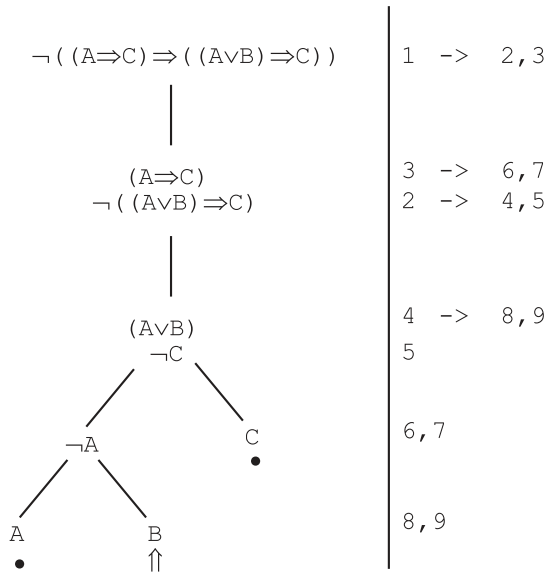 ¬((A⇒C)⇒((A∨B)⇒C)) 1 -> 2,3
(A⇒C) 3 -> 6,7
¬((A∨B)⇒C) 2 -> 4,5
(A∨B) 4 -> 8,9
¬C 5
¬A C 6,7
A B 8,9